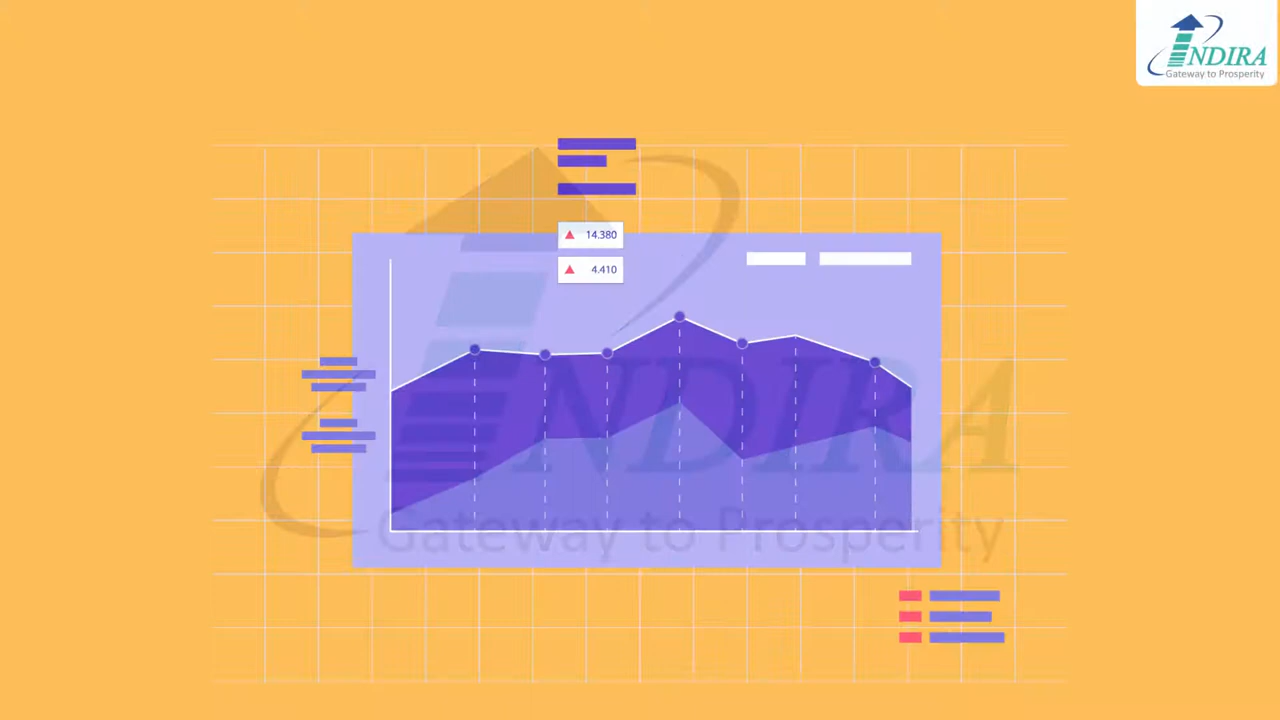 INDIRA
Gateway to Prosperity
14.380
4.410
INDIRA
Gateway to Prosperity